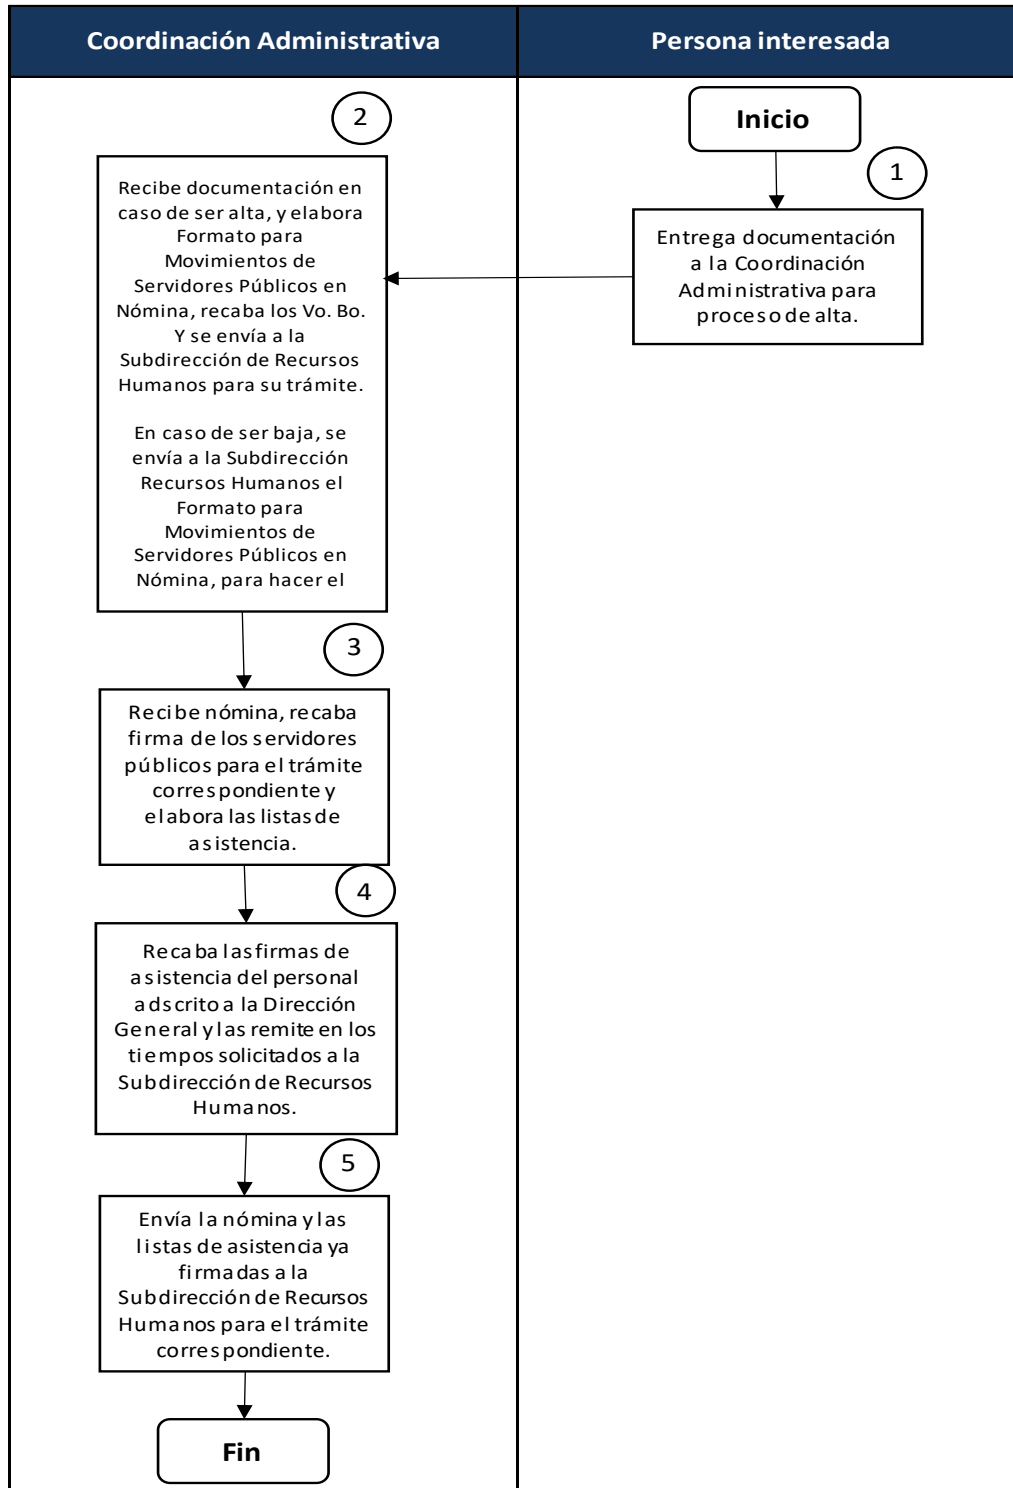 Coordinación Administrativa
Persona interesada
Inicio
1
Entrega documentación
a la Coordinación
Administrativa para
proceso de alta.
2
Recibe documentación en
caso de ser alta, y elabora
Formato para
Movimientos de
Servidores Públicos en
Nómina, recaba los Vo. Bo.
Y se envía a la
Subdirección de Recursos
Humanos para su trámite.
En caso de ser baja, se
envía a la Subdirección
Recursos Humanos el
Formato para
Movimientos de
Servidores Públicos en
Nómina, para hacer el
3
Recibe nómina, recaba
firma de los servidores
públicos para el trámite
correspondiente y
elabora las listas de
asistencia.
4
Recaba las firmas de
asistencia del personal
adscrito a la Dirección
General y las remite en los
tiempos solicitados a la
Subdirección de Recursos
Humanos.
5
Envía la nómina y las
listas de asistencia ya
firmadas a la
Subdirección de Recursos
Humanos para el trámite
correspondiente.
Fin